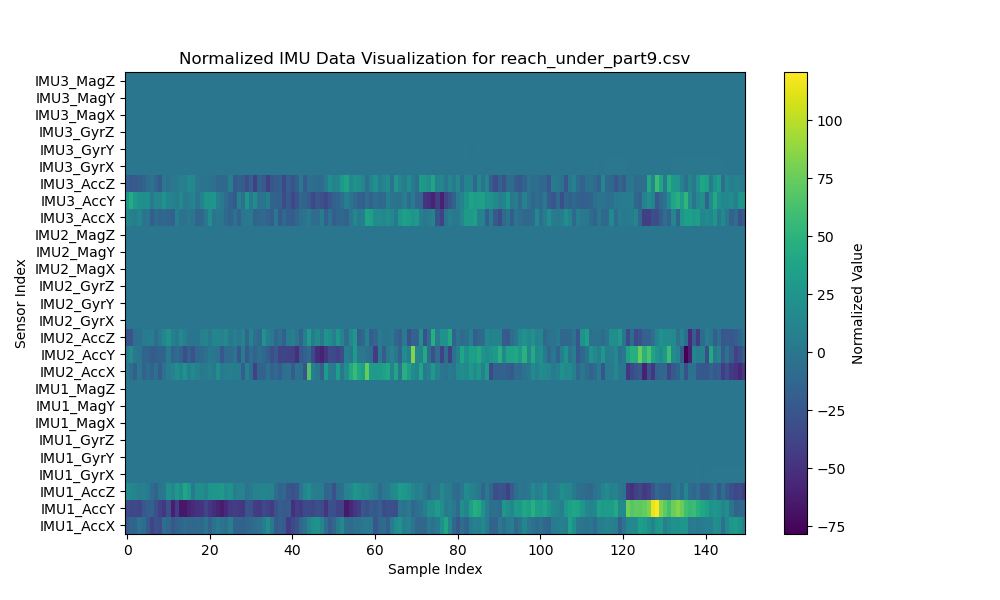 Normalized IMU Data Visualization for reach_under_part9.csv
IMU3_MagZ
IMU3_MagY
IMU3_MagX
IMU3_GyrZ
IMU3_GyrY
IMU3_GyrX
IMU3_AccZ
IMU3_AccY
IMU3_AccX
IMU2_MagZ
IMU2_MagY
IMU2_MagX
IMU2_GyrZ
IMU2_GyrY
IMU2_GyrX
IMU2_AccZ
IMU2_AccY
IMU2_AccX
IMU1_MagZ
IMU1_MagY
IMU1_MagX
IMU1_GyrZ
IMU1_GyrY
IMU1_GyrX
IMU1_AccZ
IMU1_AccY
IMU1_AccX
Sensor Index
0 20 40 60 80 100 120 140
Sample Index
100
75
50
25
0
−25
−50
−75
Normalized Value